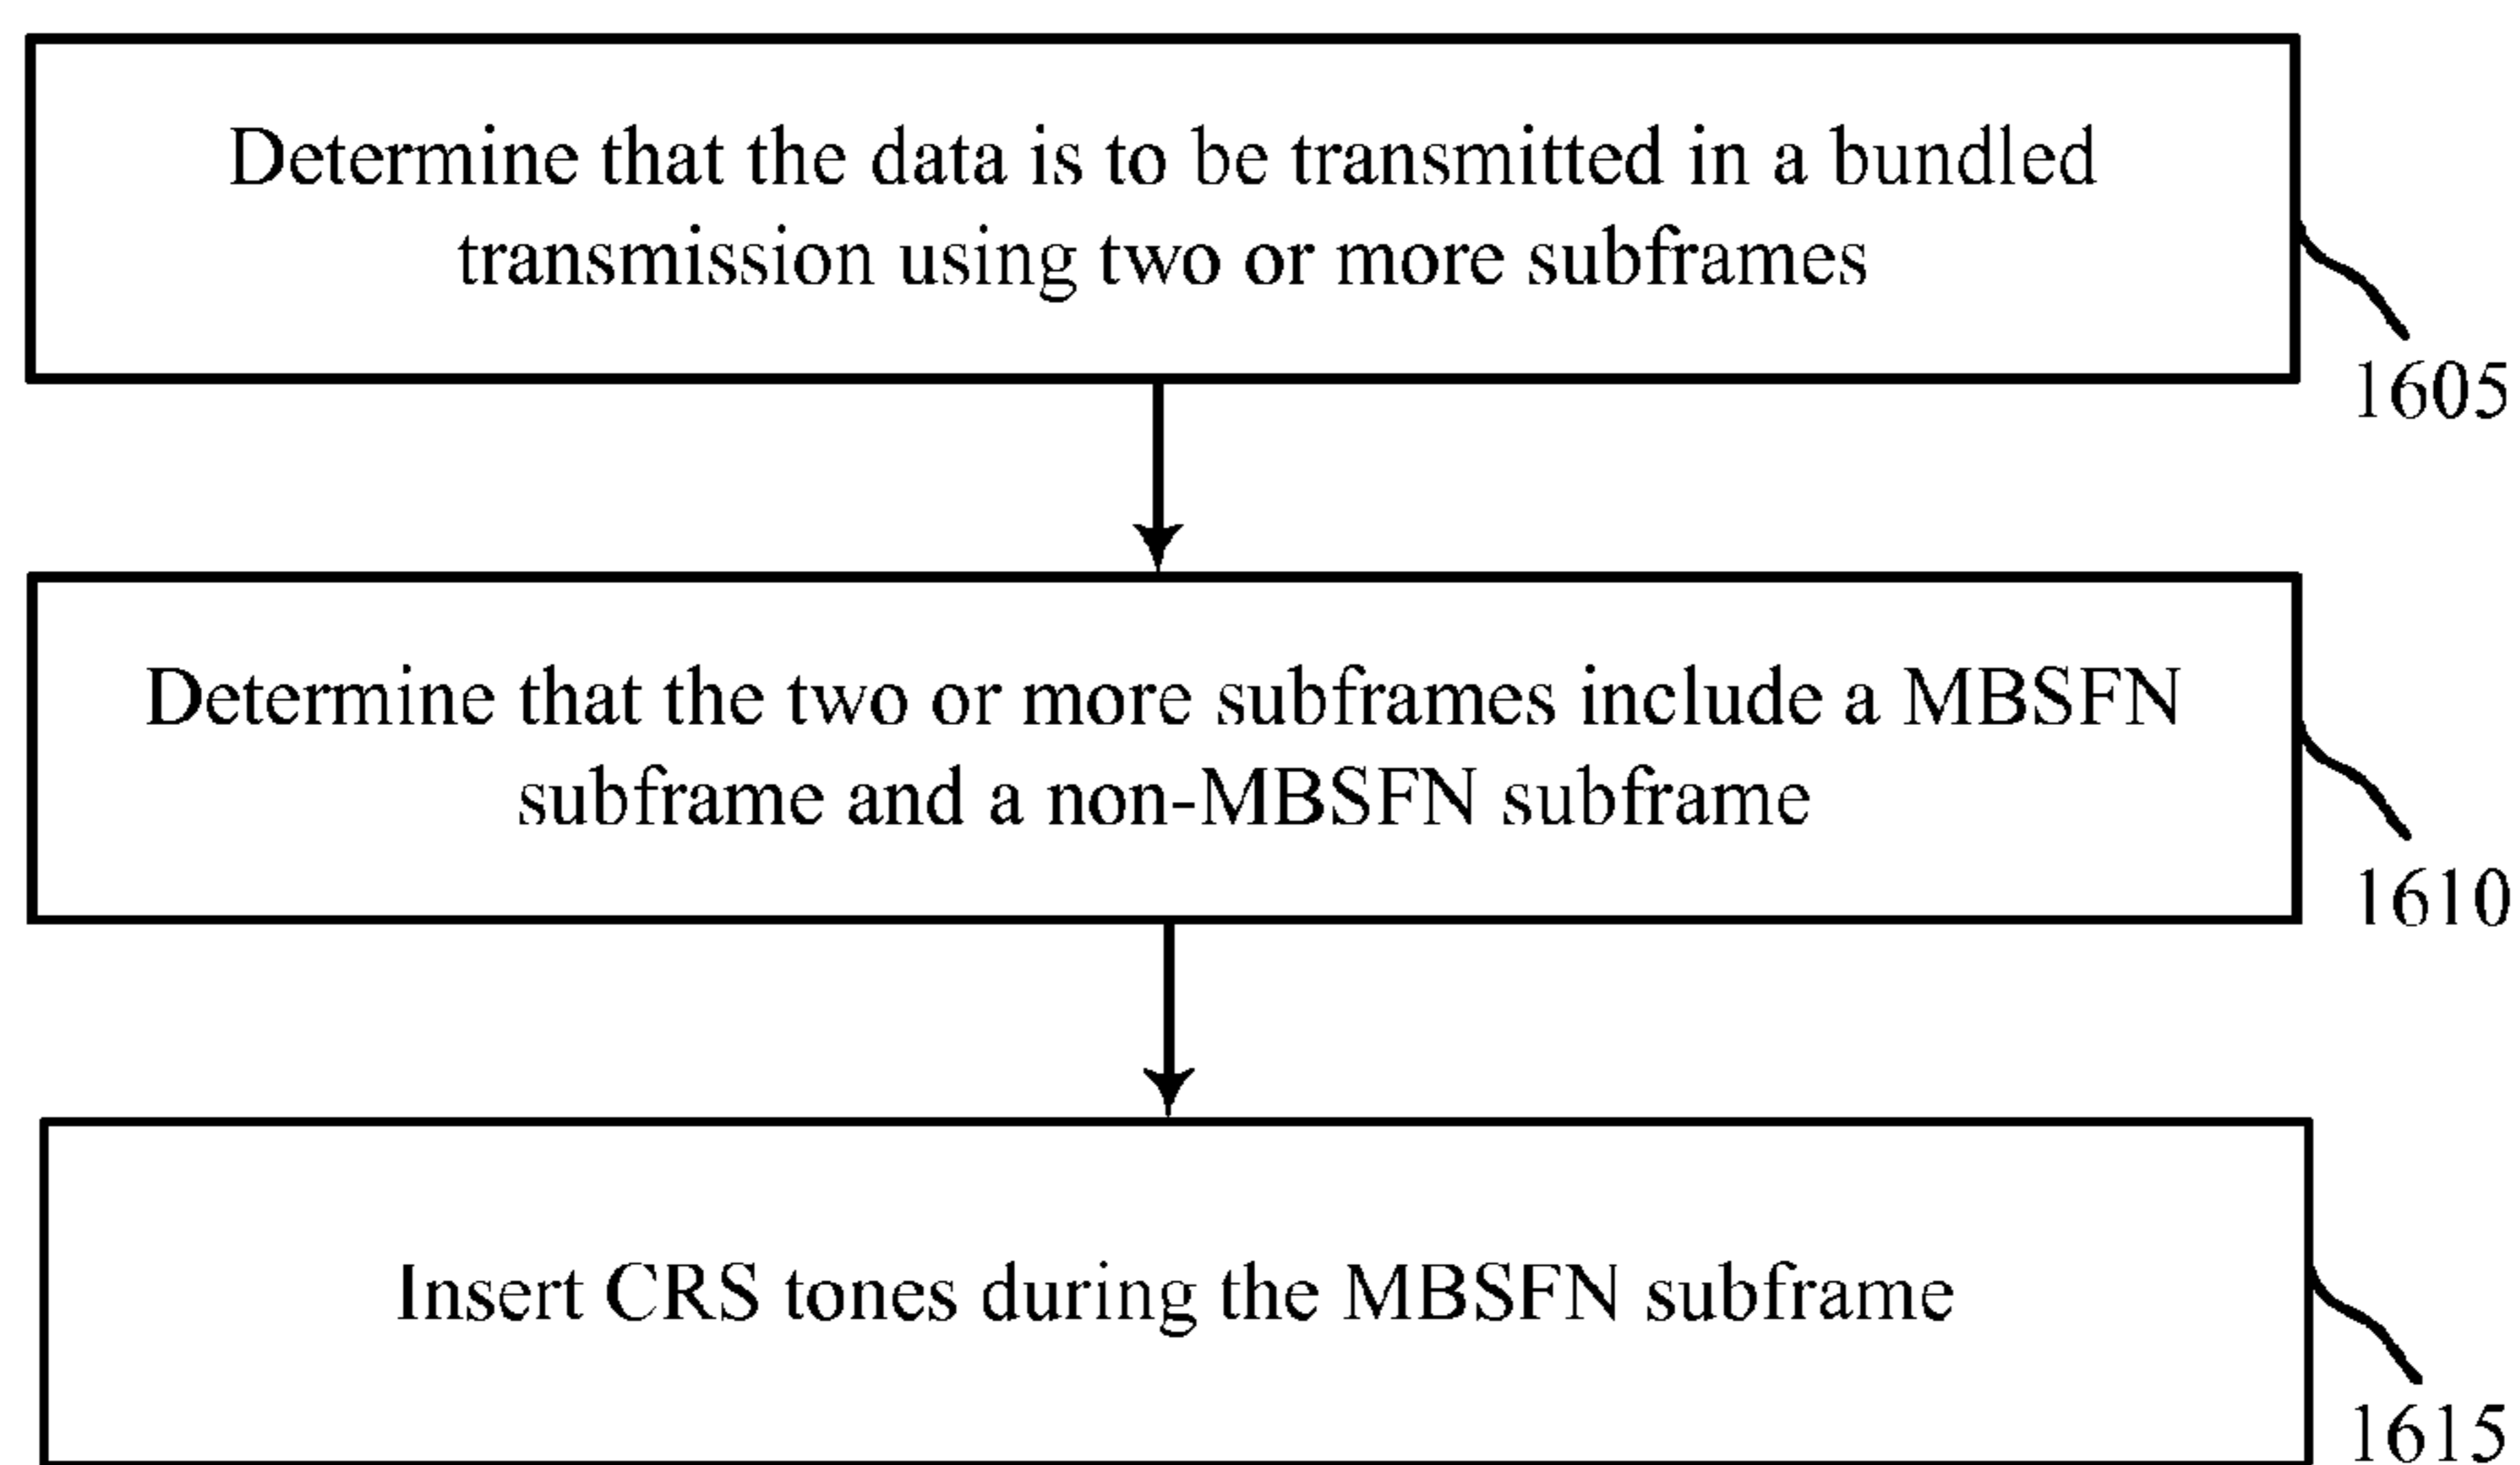 Determine that the data is to be transmitted in a bundled
transmission using two or more subframes
1605
Determine that the two or more subframes include a MBSFN
subframe and a non-MBSFN subframe
1610
Insert CRS tones during the MBSFN subframe
1615